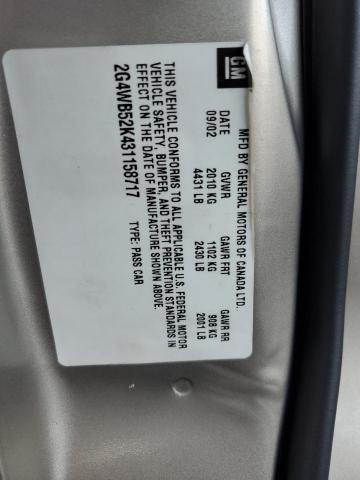 GM
MFD BY GENERAL MOTORS OF CANADA LTD.
DATE GVWR GAWR FRT GAWR RR
09/02 2010 KG 1102 KG 908 KG
4431 LB 2430 LB 2001 LB
THIS VEHICLE CONFORMS TO ALL APPLICABLE U.S. FEDERAL MOTOR
VEHICLE SAFETY, BUMPER, AND THEFT PREVENTION STANDARDS IN
EFFECT ON THE DATE OF MANUFACTURE SHOWN ABOVE.
2G4WB52K431158717 TYPE: PASS CAR